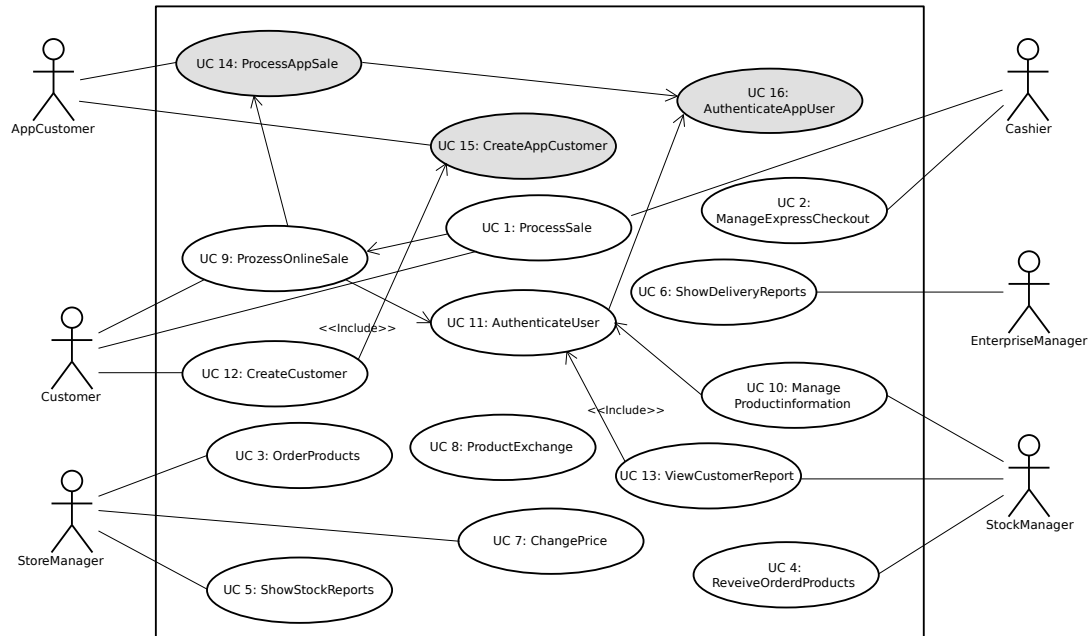 UC 14: ProcessAppSale
UC 16:
AuthenticateAppUser
AppCustomer
Cashier
UC 15: CreateAppCustomer
UC 2:
ManageExpressCheckout
UC 1: ProcessSale
UC 9: ProzessOnlineSale
UC 6: ShowDeliveryReports
UC 11: AuthenticateUser
<<Include>>
EnterpriseManager
UC 12: CreateCustomer
Customer
UC 10: Manage
Productinformation
<<Include>>
UC 3: OrderProducts
UC 8: ProductExchange
UC 13: ViewCustomerReport
StockManager
UC 7: ChangePrice
StoreManager
UC 4:
ReveiveOrderdProducts
UC 5: ShowStockReports